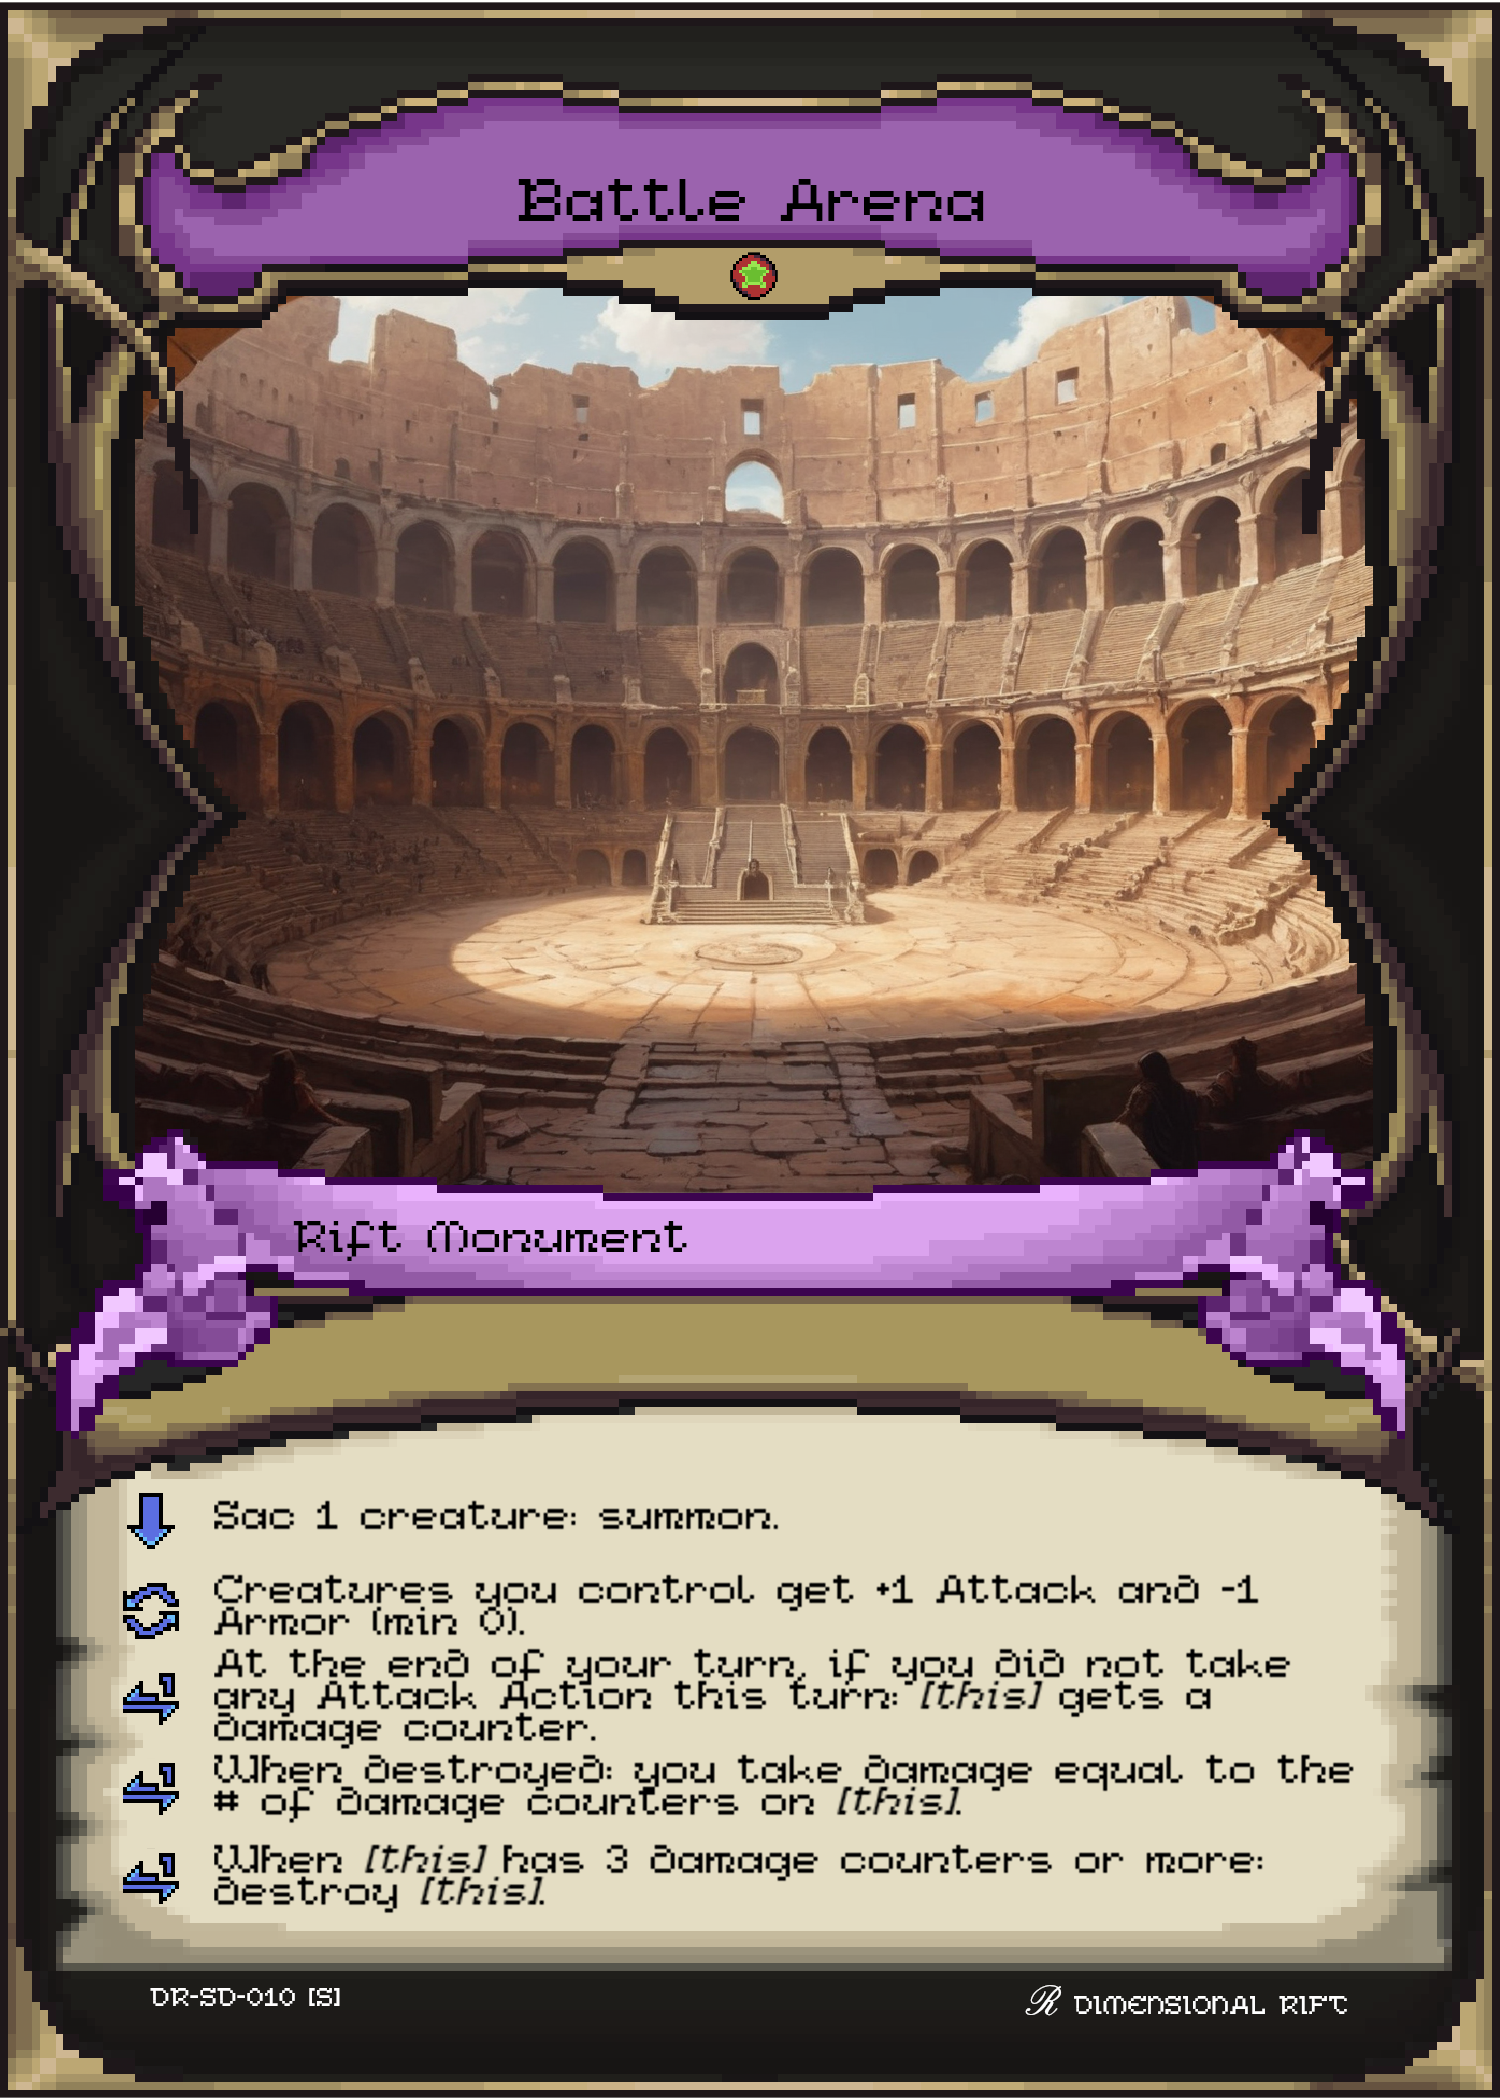 Battle Arena
Rift Monument
Sac 1 creature: summon.
Creatures you control get +1 Attack and -1
Armor (min 0).
At the end of your turn, if you did not take
any Attack Action this turn: [this] gets a
damage counter.
When destroyed: you take damage equal to the
# of damage counters on [this].
When [this] has 3 damage counters or more:
destroy [this].
DR-SD-010 [S]
R DIMENSIONAL RIFT